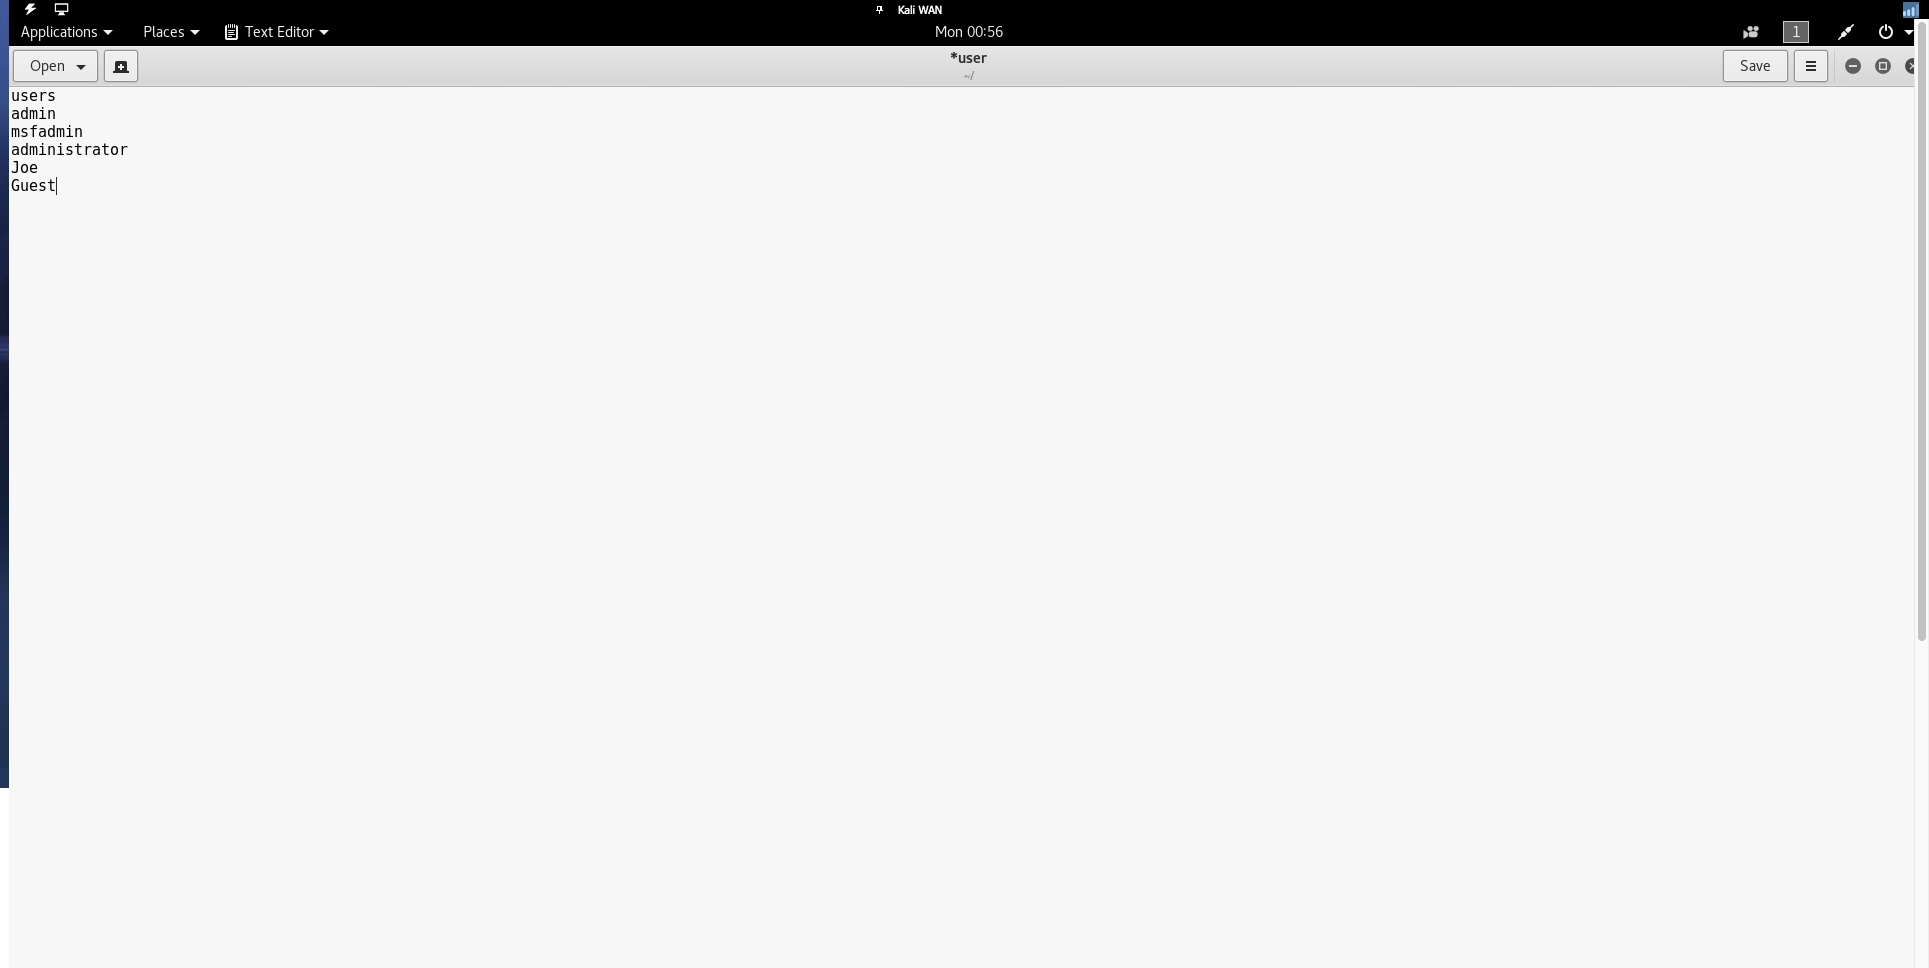 Kali WAN
Applications Places Text Editor Mon 00:56 1
Open *user Save
~/
users
admin
msfadmin
administrator
Joe
Guest